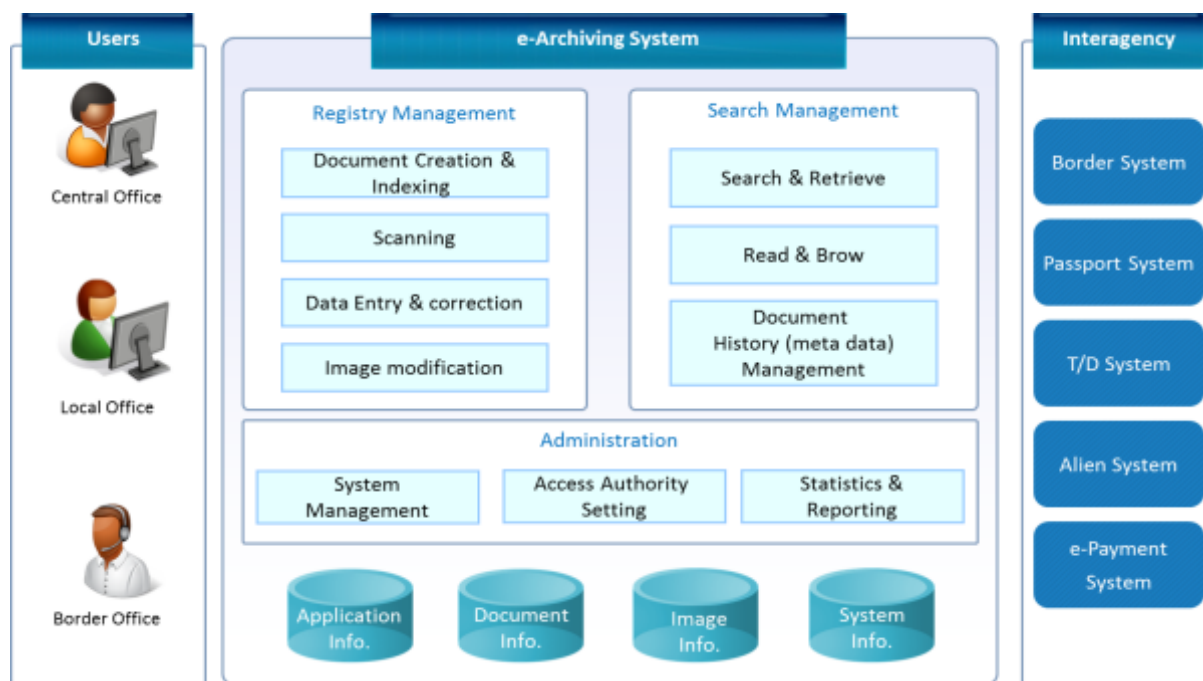 Users
Central Office
Local Office
Border Office
e-Archiving System
Registry Management
Document Creation &
Indexing
Scanning
Data Entry & correction
Image modification
Search Management
Search & Retrieve
Read & Brow
Document
History (meta data)
Management
Administration
System
Management
Access Authority
Setting
Statistics &
Reporting
Application
Info.
Document
Info.
Image
Info.
System
Info.
Interagency
Border System
Passport System
T/D System
Alien System
e-Payment
System